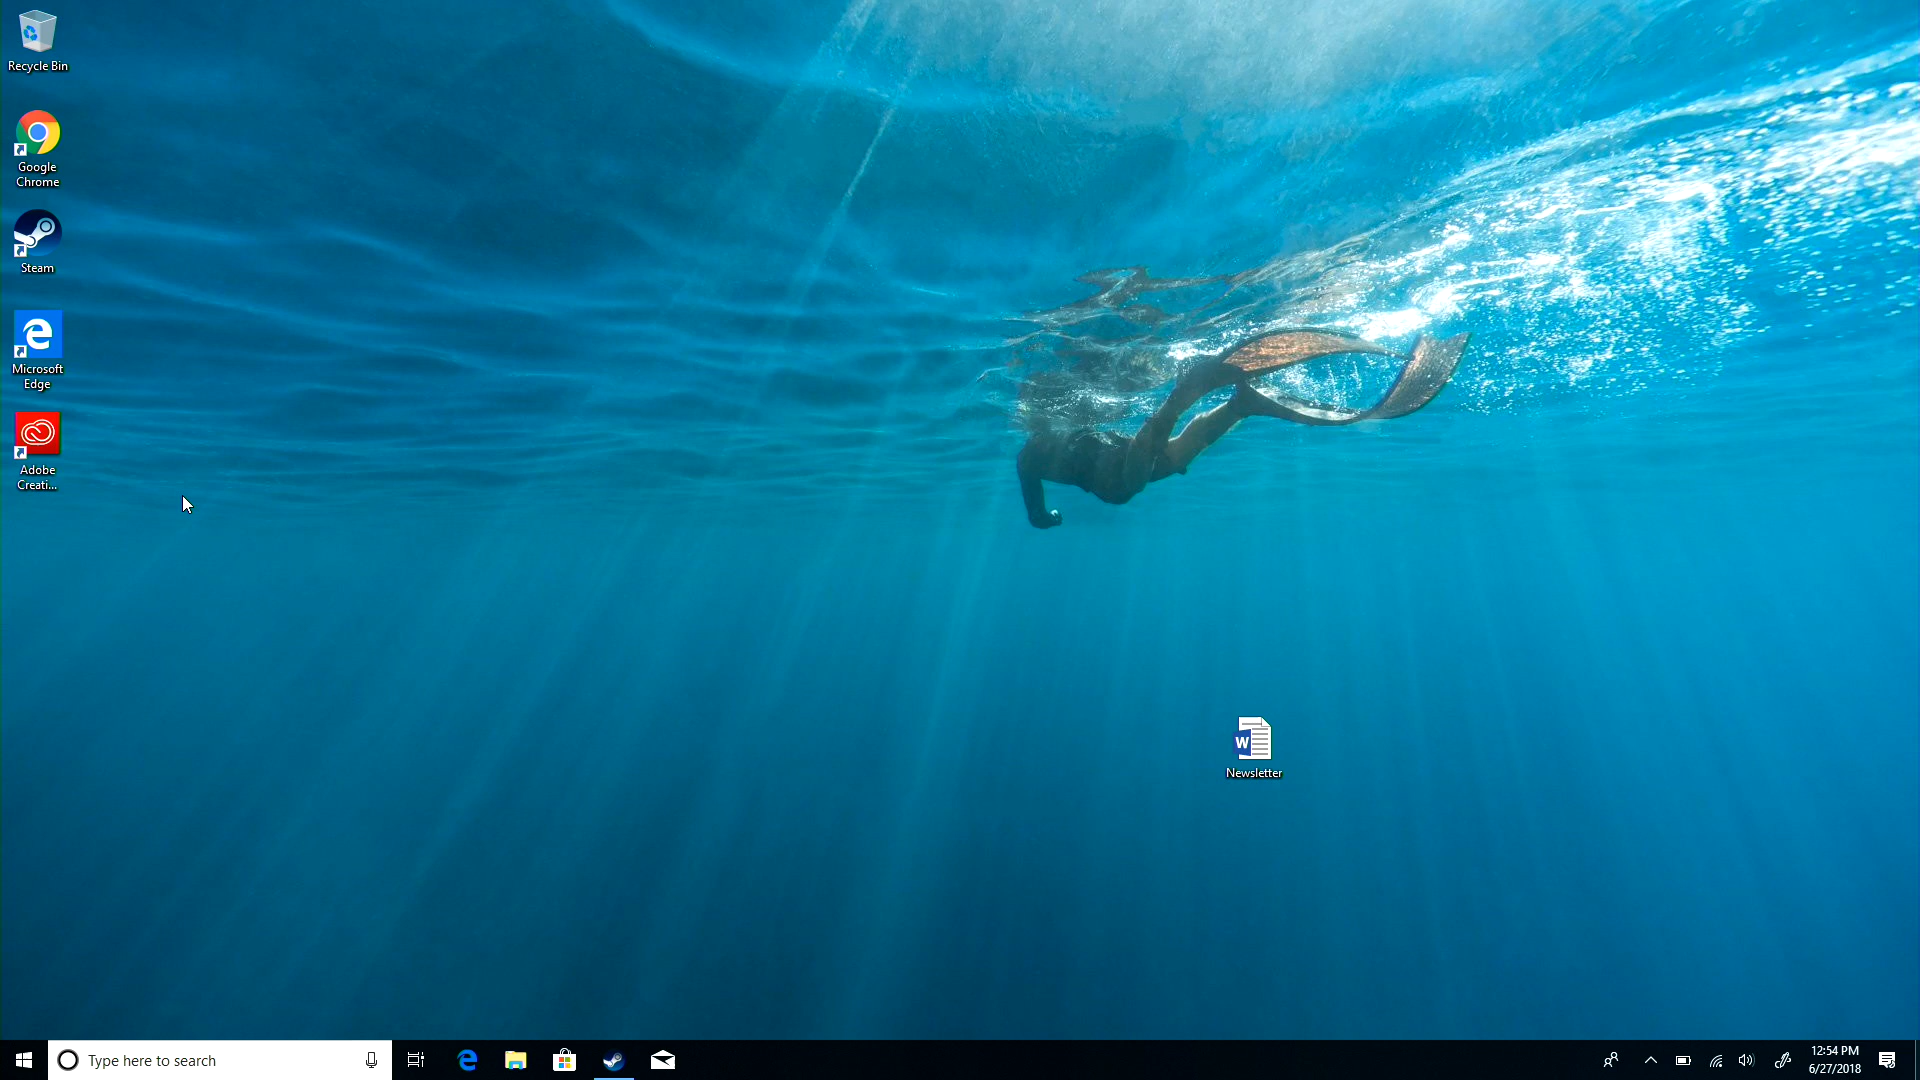 Recycle Bin
Google
Chrome
Steam
Microsoft
Edge
Adobe
Creati...
W
Newsletter
Type here to search
12:54 PM
6/27/2018